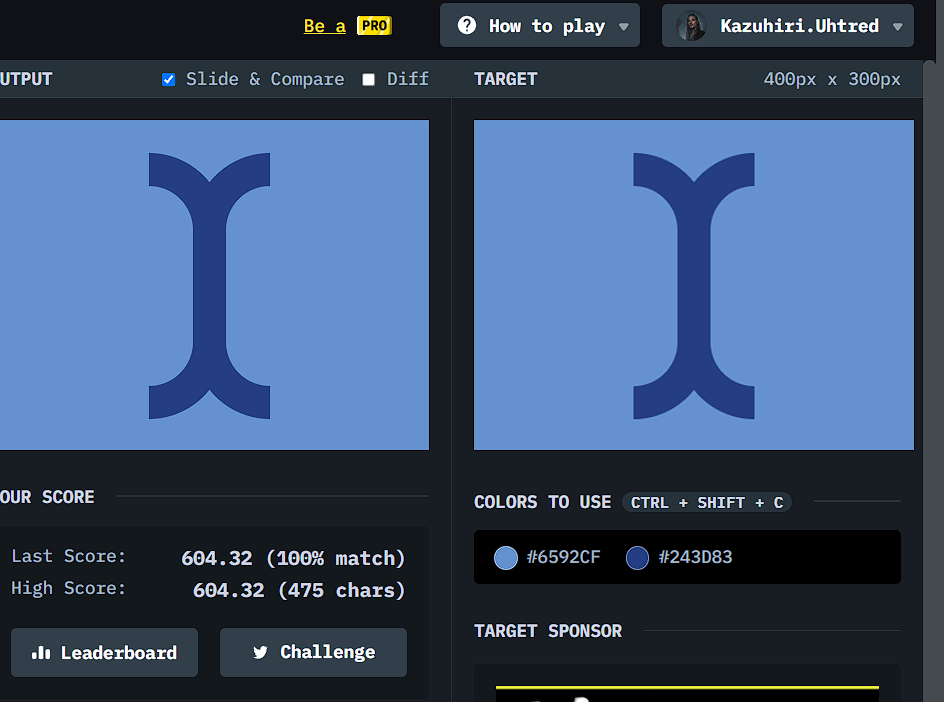 Be a PRO
How to play
Kazuhiri.Uhtred
UTPUT
Slide & Compare
Diff
TARGET
400px x 300px
OUR SCORE
Last Score: 604.32 (100% match)
High Score: 604.32 (475 chars)
Leaderboard
Challenge
COLORS TO USE CTRL + SHIFT + C
#6592CF #243D83
TARGET SPONSOR